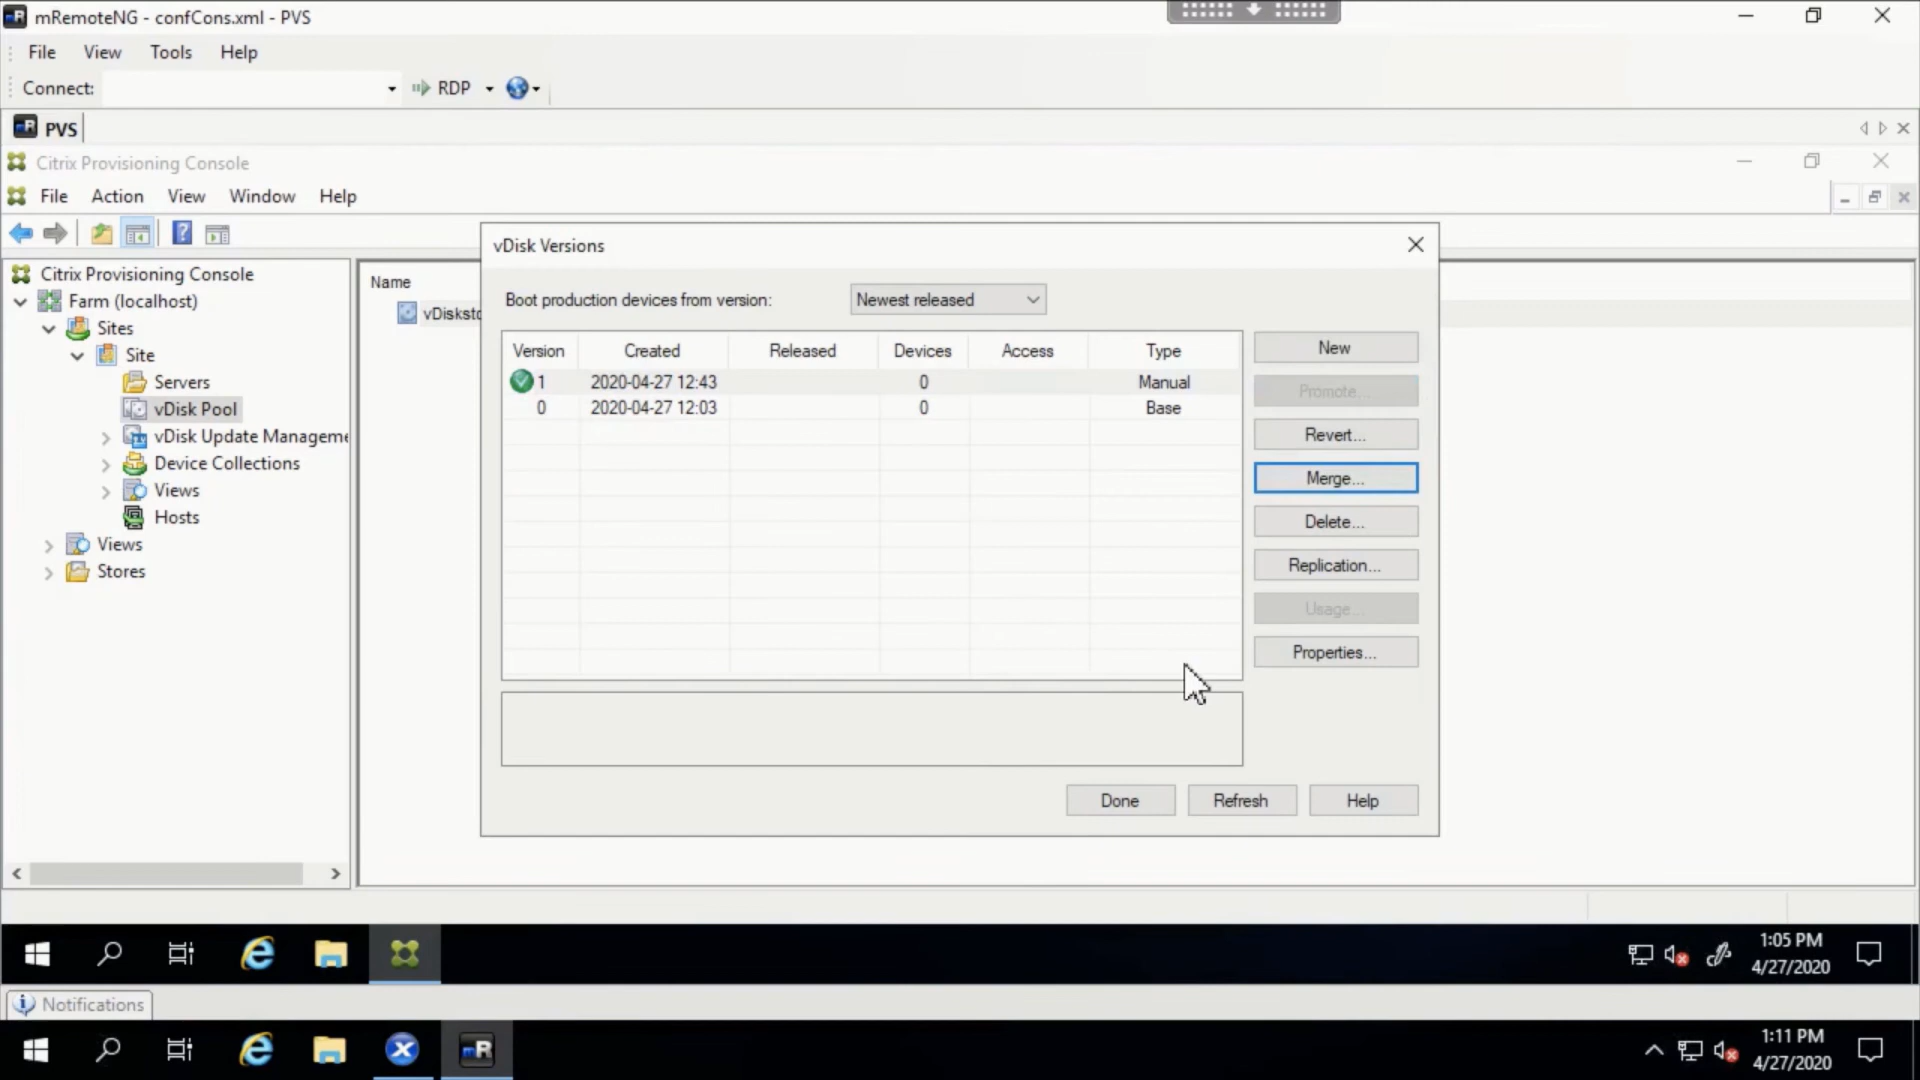 mRemoteNG - confCons.xml - PVS
File View Tools Help
Connect: RDP
PVS
Citrix Provisioning Console
File Action View Window Help
Citrix Provisioning Console
Farm (localhost)
Sites
Site
Servers
vDisk Pool
vDisk Update Manageme
Device Collections
Views
Hosts
Views
Stores
Name
vDisksto
vDisk Versions
Boot production devices from version: Newest released
Version Created Released Devices Access Type
1 2020-04-27 12:43 0 Manual
0 2020-04-27 12:03 0 Base
New
Promote...
Revert...
Merge...
Delete...
Replication...
Usage...
Properties...
Done Refresh Help
1:05 PM
4/27/2020
Notifications
1:11 PM
4/27/2020